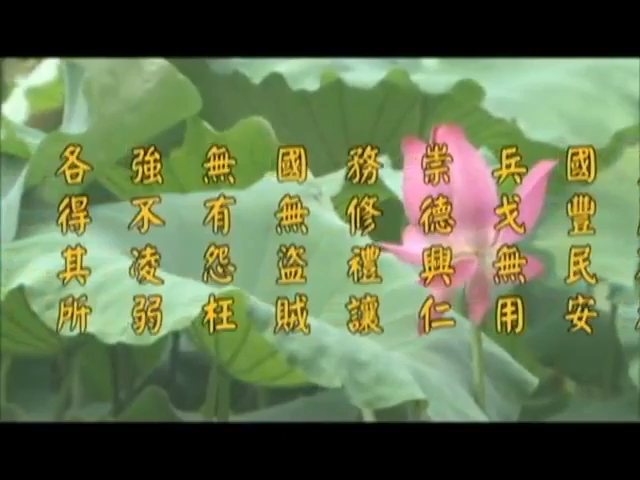 國豐民安
兵戈無用
崇德興仁
務修禮讓
國無盜賊
無有怨枉
強不凌弱
各得其所